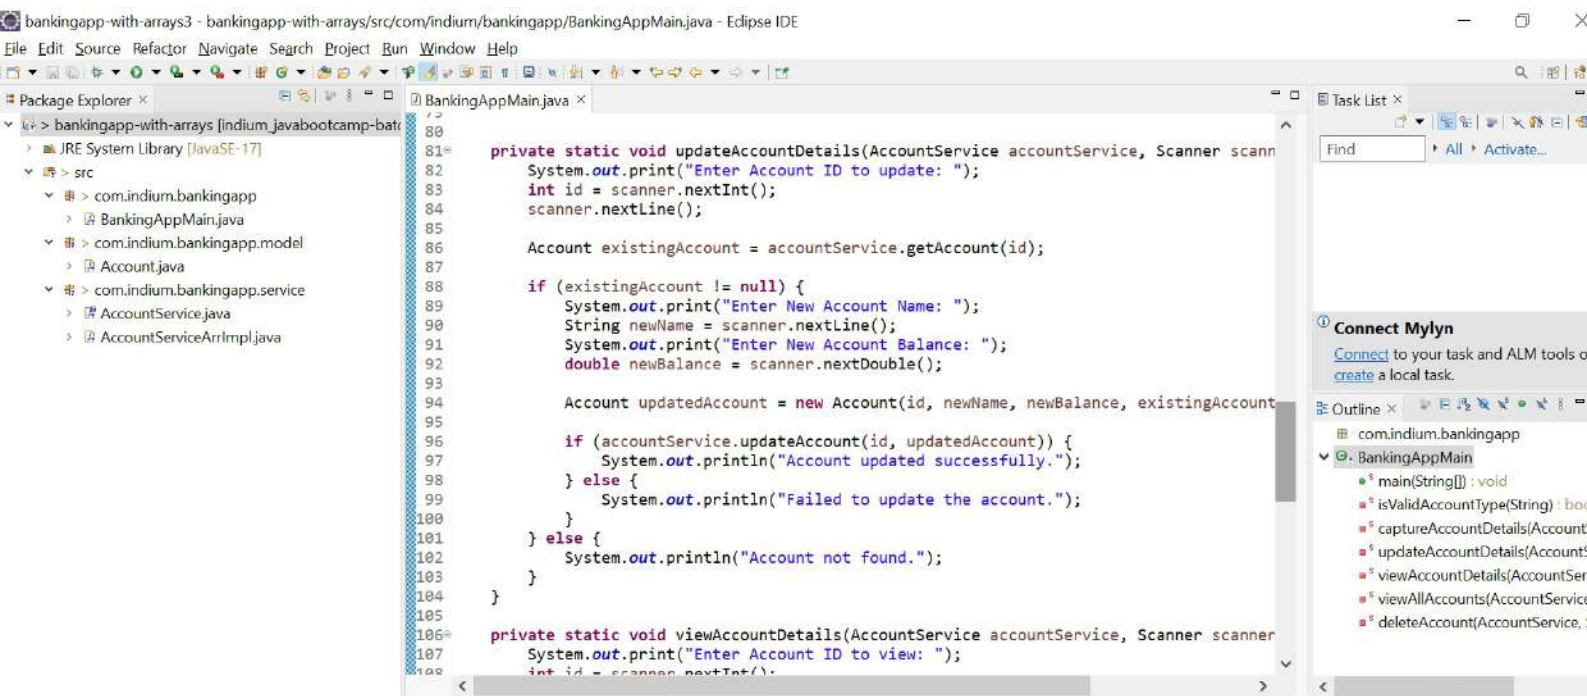 bankingapp-with-arrays3 - bankingapp-with-arrays/src/com/indium/bankingapp/BankingAppMain.java - Eclipse IDE
File Edit Source Refactor Navigate Search Project Run Window Help
Package Explorer ×
> bankingapp-with-arrays [indium_javabootcamp-batc
JRE System Library [JavaSE-17]
> src
> com.indium.bankingapp
BankingAppMain.java
> com.indium.bankingapp.model
Account.java
> com.indium.bankingapp.service
AccountService.java
AccountServiceArrImpl.java
BankingAppMain.java ×
79
80
81 private static void updateAccountDetails(AccountService accountService, Scanner scann
82 System.out.print("Enter Account ID to update: ");
83 int id = scanner.nextInt();
84 scanner.nextLine();
85
86 Account existingAccount = accountService.getAccount(id);
87
88 if (existingAccount != null) {
89 System.out.print("Enter New Account Name: ");
90 String newName = scanner.nextLine();
91 System.out.print("Enter New Account Balance: ");
92 double newBalance = scanner.nextDouble();
93
94 Account updatedAccount = new Account(id, newName, newBalance, existingAccount
95
96 if (accountService.updateAccount(id, updatedAccount)) {
97 System.out.println("Account updated successfully.");
98 } else {
99 System.out.println("Failed to update the account.");
100 }
101 } else {
102 System.out.println("Account not found.");
103 }
104 }
105
106 private static void viewAccountDetails(AccountService accountService, Scanner scanner
107 System.out.print("Enter Account ID to view: ");
108 int id = scanner.nextInt();
Task List ×
Find
All
Activate...
Connect Mylyn
Connect to your task and ALM tools o
create a local task.
Outline ×
com.indium.bankingapp
BankingAppMain
main(String[]) : void
isValidAccountType(String) : boo
captureAccountDetails(Account
updateAccountDetails(AccountS
viewAccountDetails(AccountSer
viewAllAccounts(AccountService
deleteAccount(AccountService,